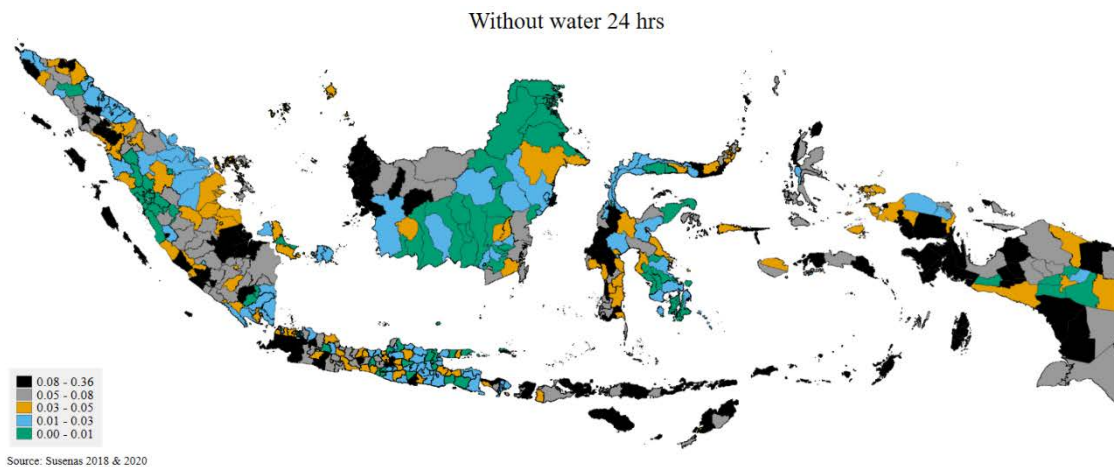 Without water 24 hrs
0.08 - 0.36
0.05 - 0.08
0.03 - 0.05
0.01 - 0.03
0.00 - 0.01
Source: Susenas 2018 & 2020